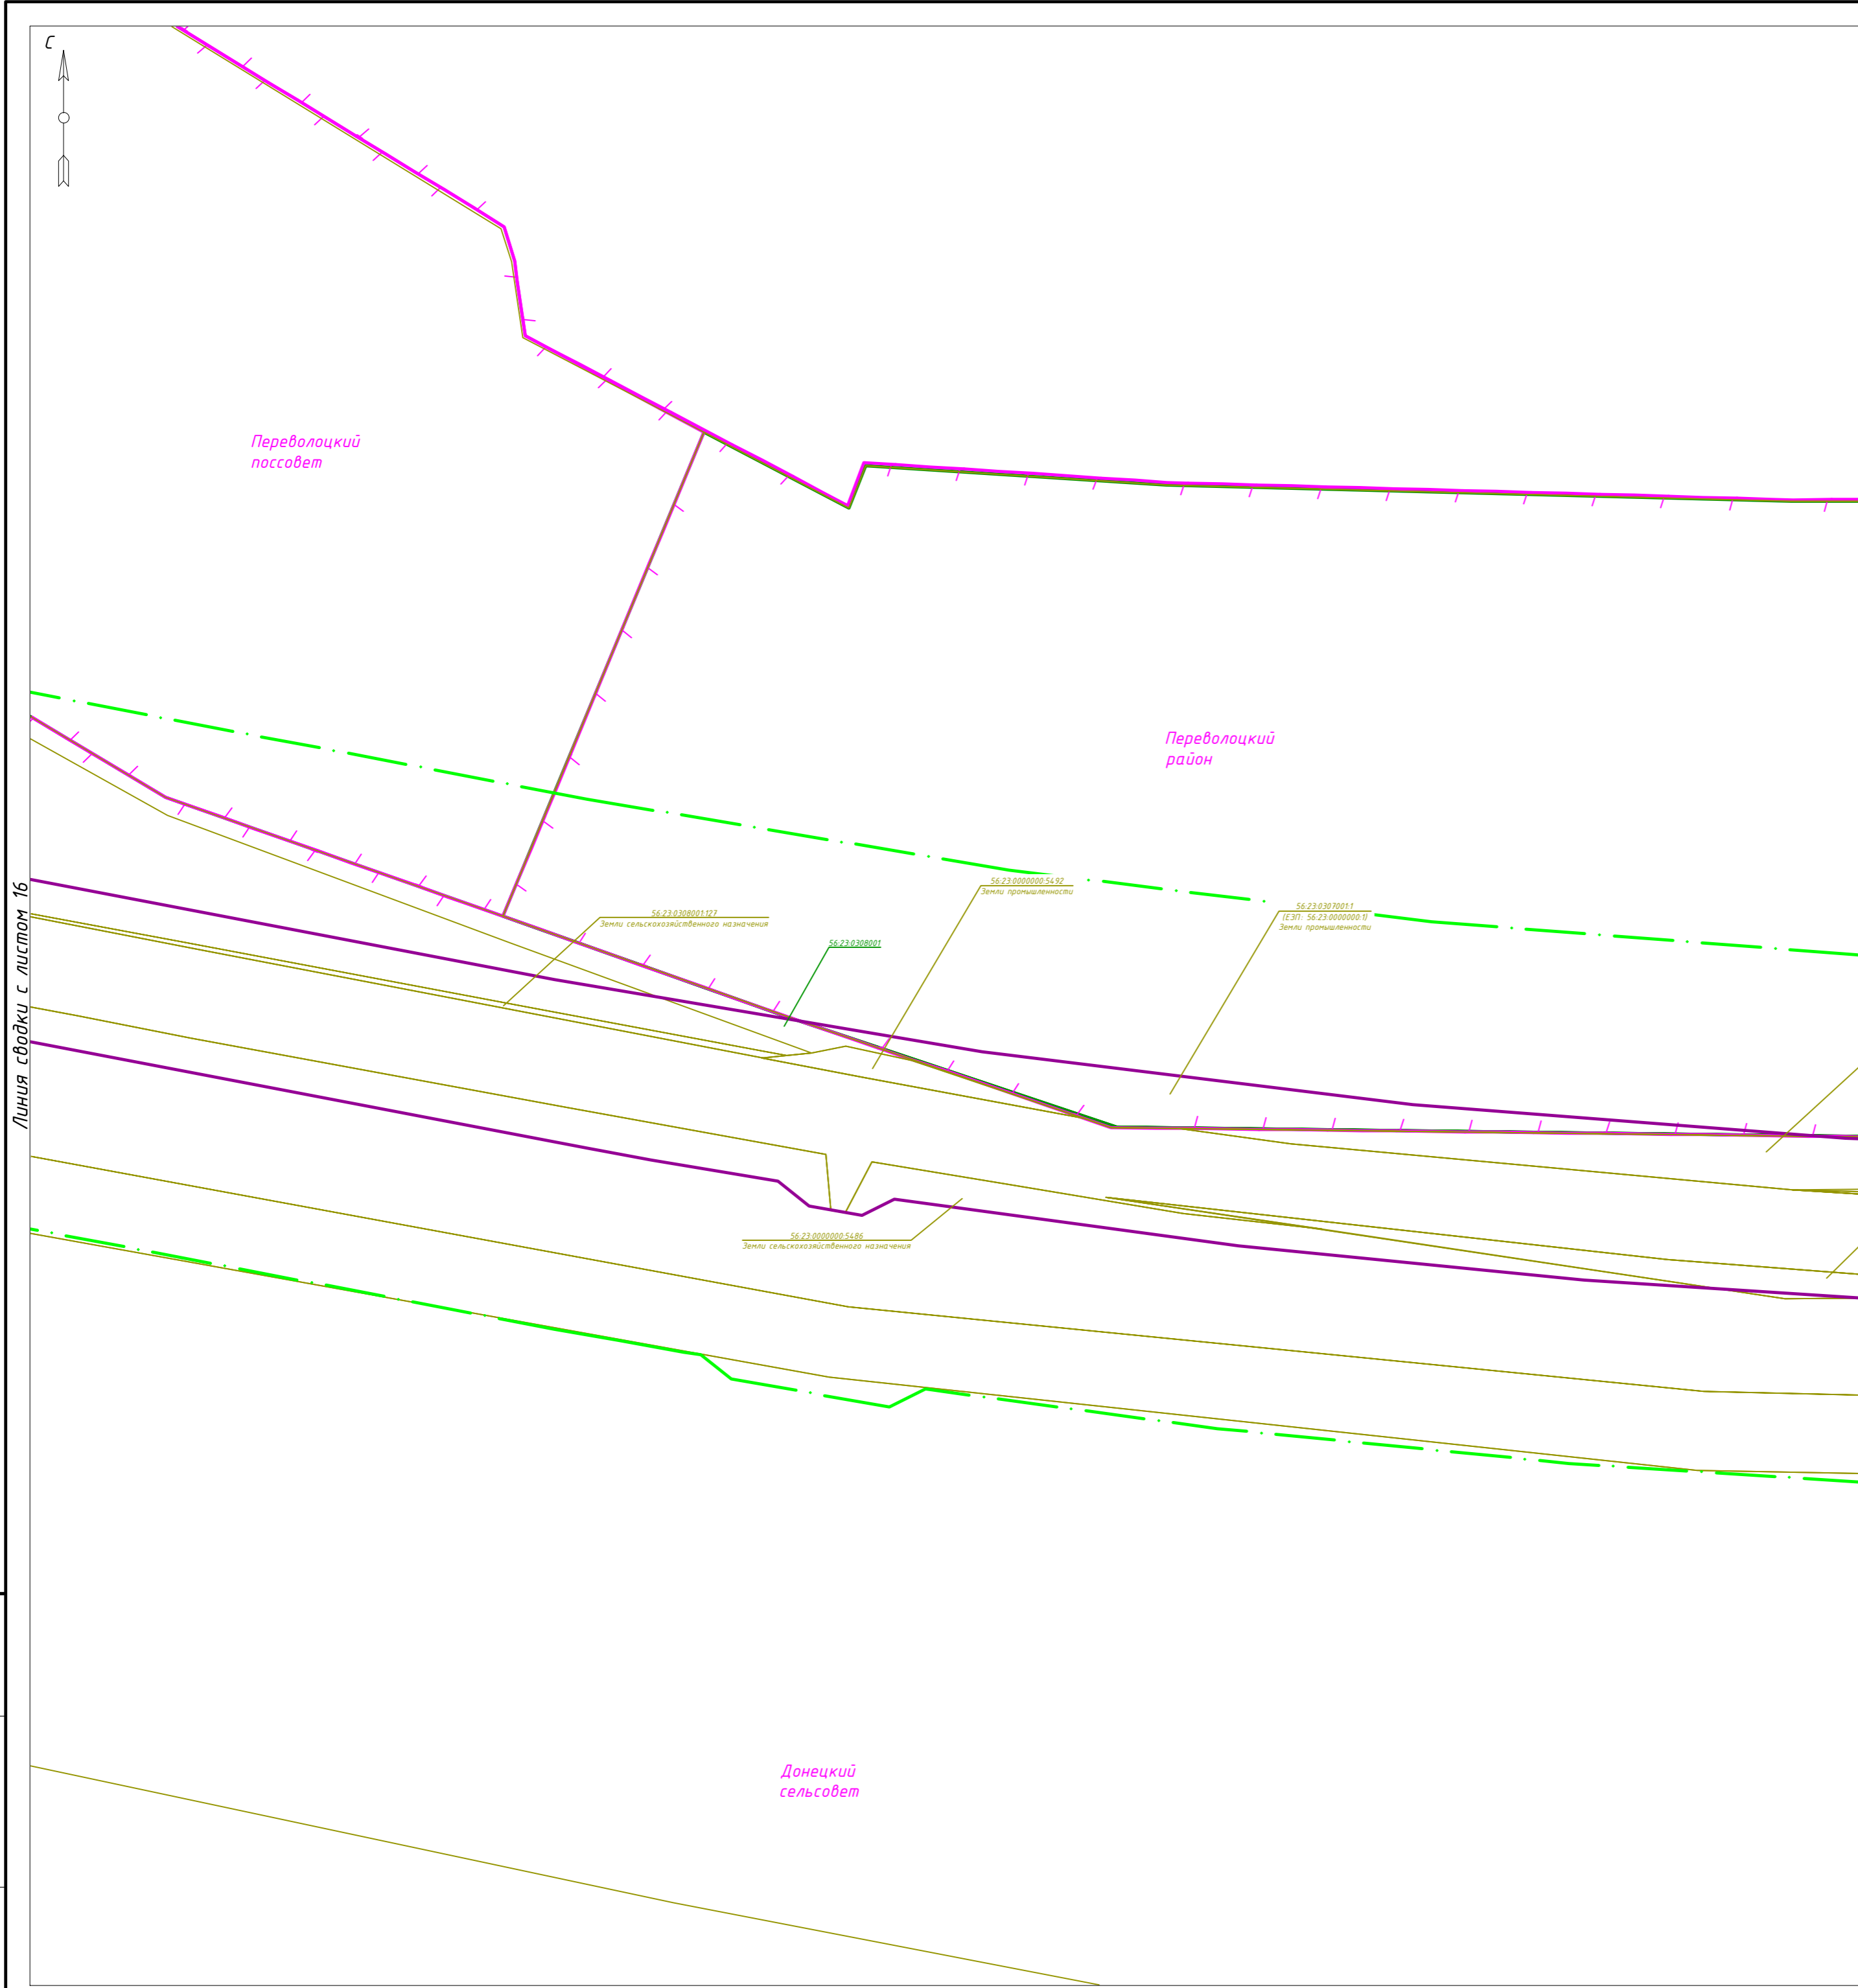 С
Переволоцкий
поссовет
Переволоцкий
район
56:23:0000000:5492
Земли промышленности
56:23:0307001:1
(ЕЗП: 56:23:0000000:1)
Земли промышленности
56:23:0308001:127
Земли сельскохозяйственного назначения
56:23:0308001
Линия сводки с листом 16
56:23:0000000:5486
Земли сельскохозяйственного назначения
Донецкий
сельсовет